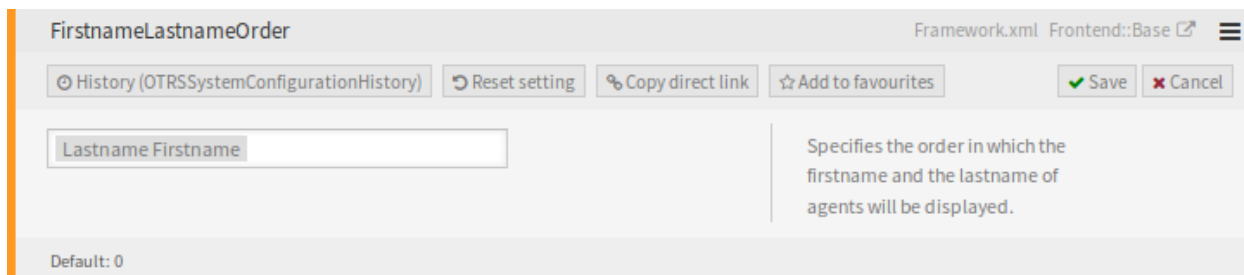 FirstnameLastnameOrder Framework.xml Frontend::Base
History (OTRSSystemConfigurationHistory) Reset setting Copy direct link Add to favourites Save Cancel
Lastname Firstname
Specifies the order in which the
firstname and the lastname of
agents will be displayed.
Default: 0